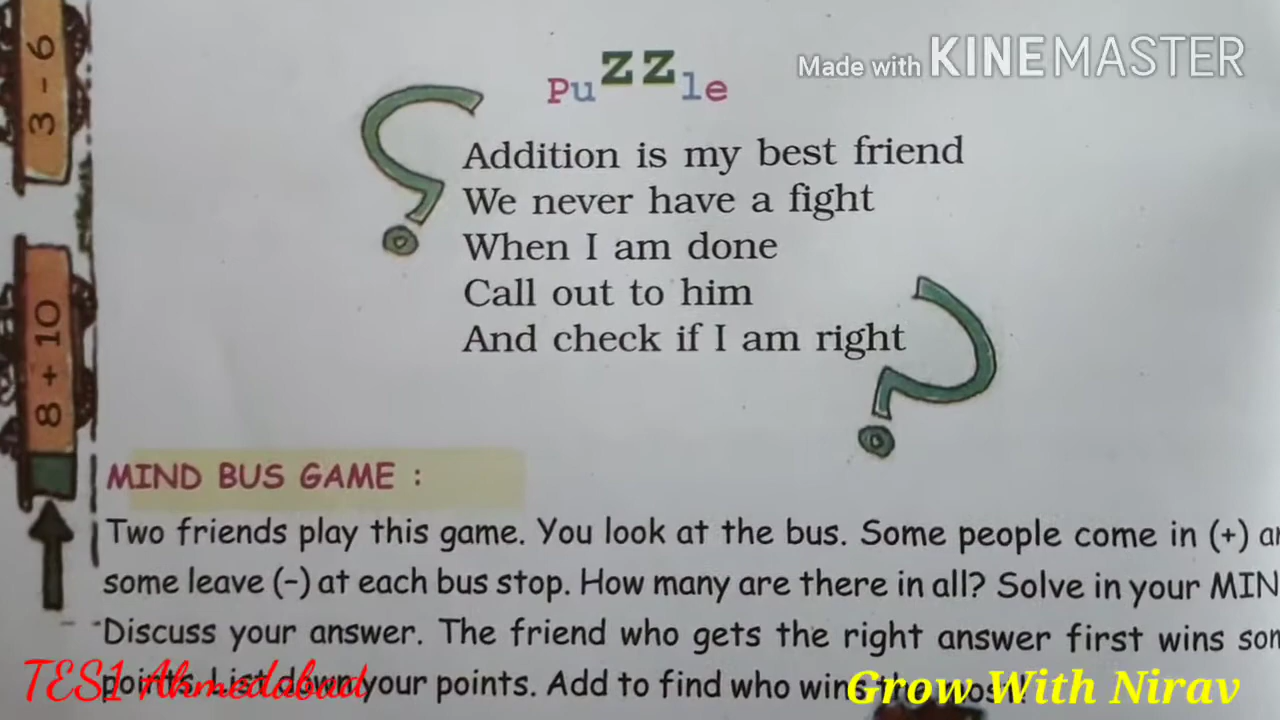 Made with KINEMASTER
PuZZle
Addition is my best friend
We never have a fight
When I am done
Call out to him
And check if I am right
3 - 6
8 + 10
MIND BUS GAME :
Two friends play this game. You look at the bus. Some people come in (+)
some leave (-) at each bus stop. How many are there in all? Solve in your
Discuss your answer. The friend who gets the right answer first wins
points. List down your points. Add to find who wins the
TES1 Ahmedabad
Grow With Nirav